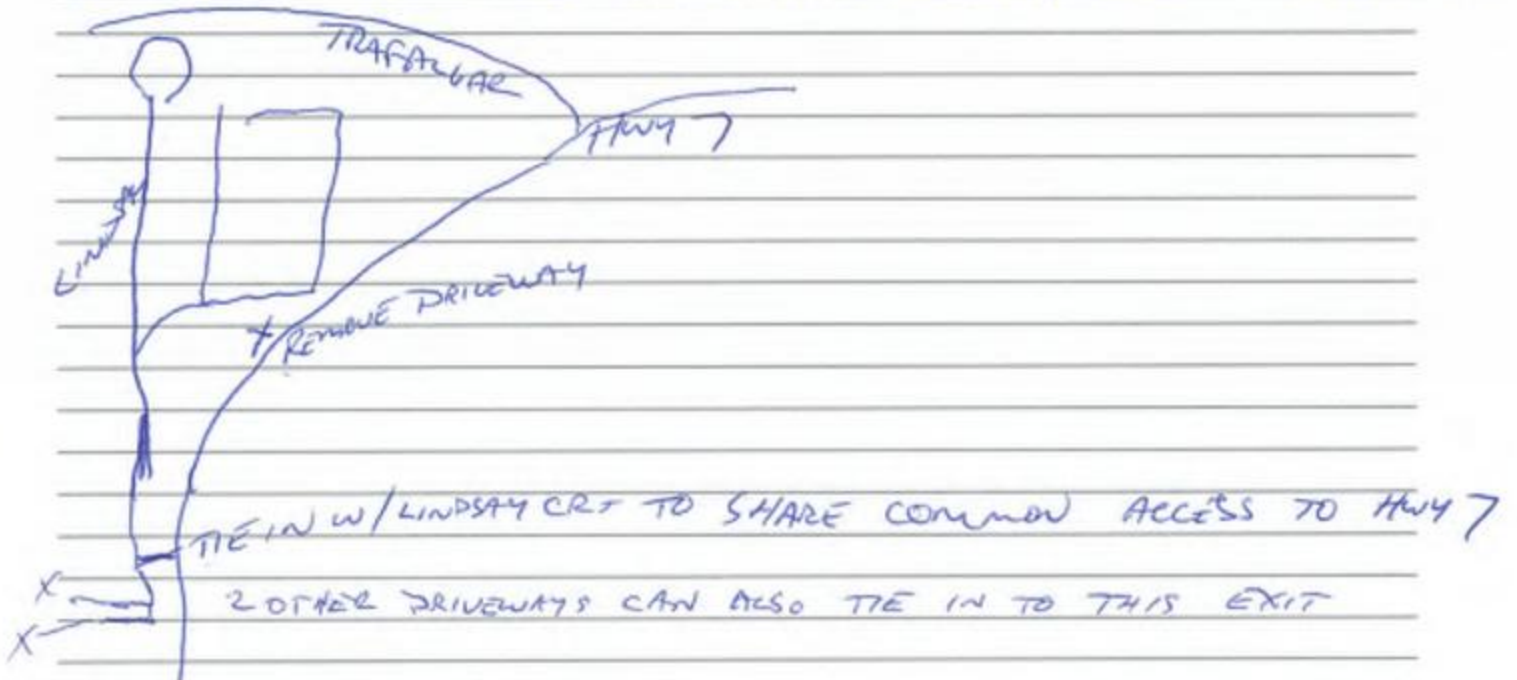 TRAFALGAR
HWY 7
LINDSAY
X REMOVE DRIVEWAY
TIE IN W/ LINDSAY CRT TO SHARE COMMON ACCESS TO HWY 7
X
2 OTHER DRIVEWAYS CAN ALSO TIE IN TO THIS EXIT
X